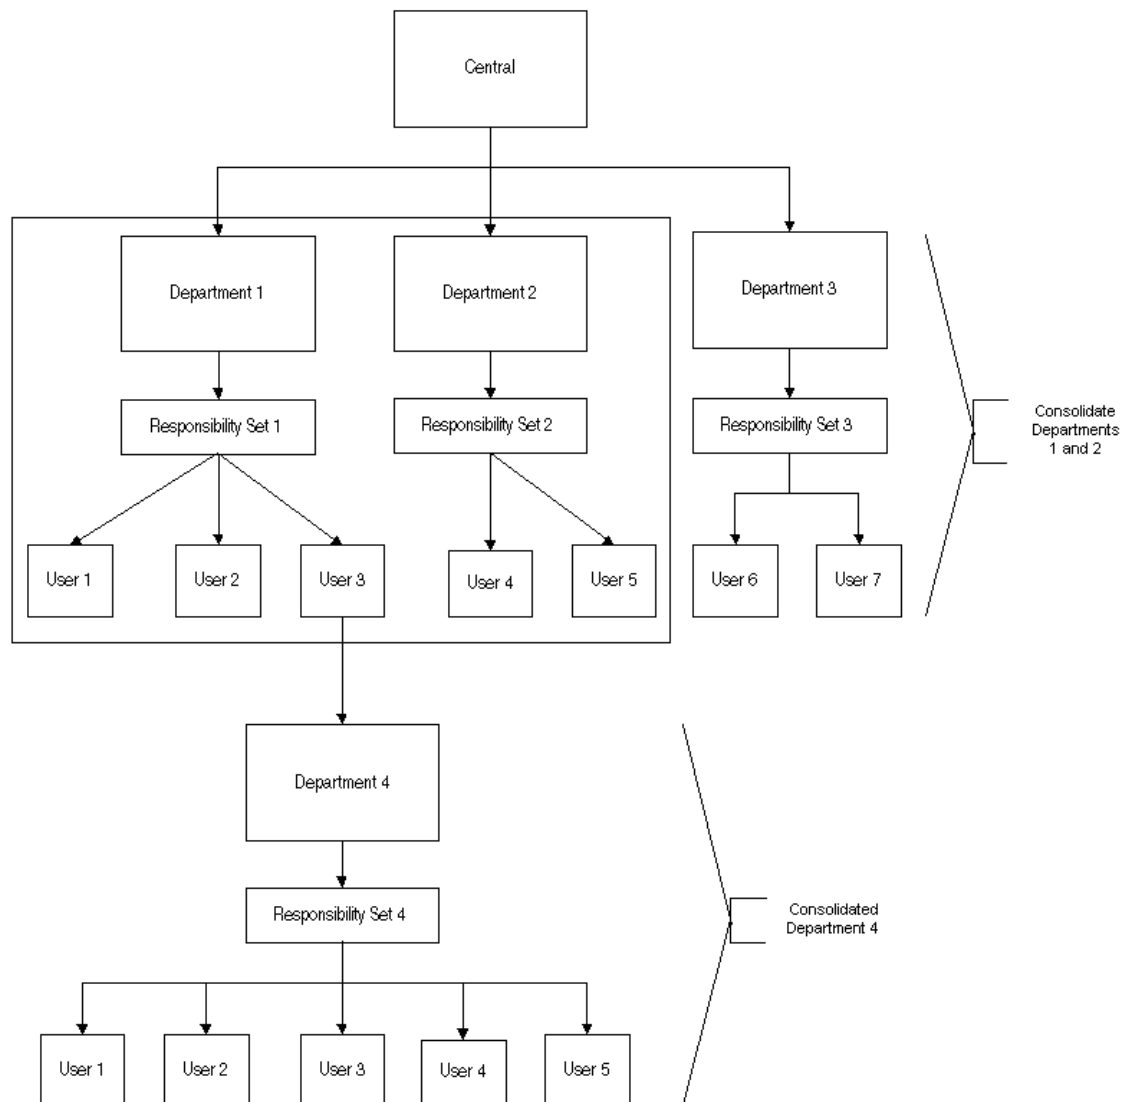 Central
Department 1
Department 2
Department 3
Responsibility Set 1
Responsibility Set 2
Responsibility Set 3
Consolidate
Departments
1 and 2
User 1
User 2
User 3
User 4
User 5
User 6
User 7
Department 4
Responsibility Set 4
Consolidated
Department 4
User 1
User 2
User 3
User 4
User 5